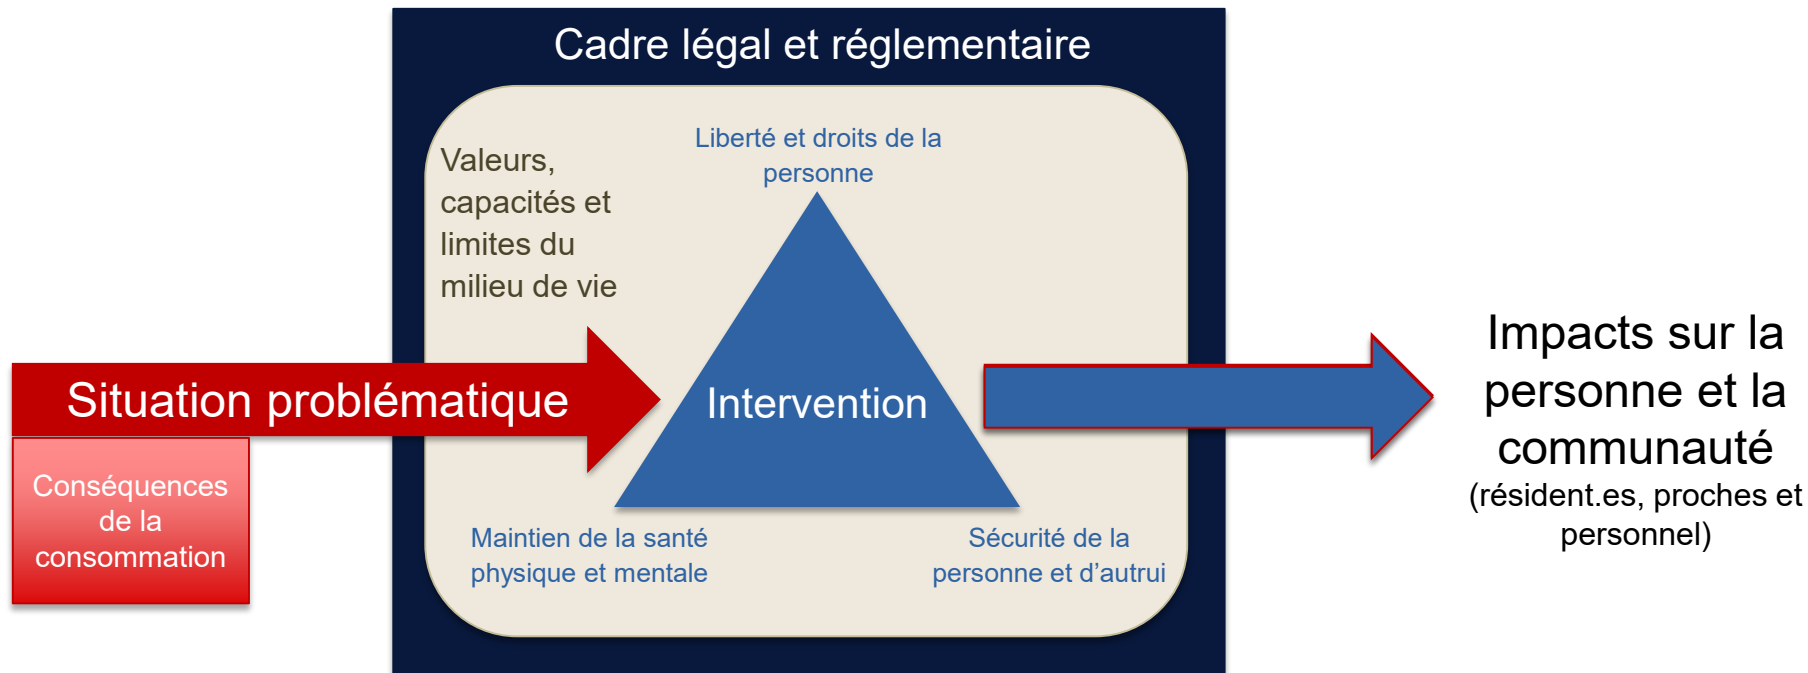 Cadre légal et réglementaire
Liberté et droits de la
personne
Valeurs,
capacités et
limites du
milieu de vie
Situation problématique
Intervention
Conséquences
de la
consommation
Maintien de la santé
physique et mentale
Sécurité de la
personne et d'autrui
Impacts sur la
personne et la
communauté
(résident.es, proches et
personnel)